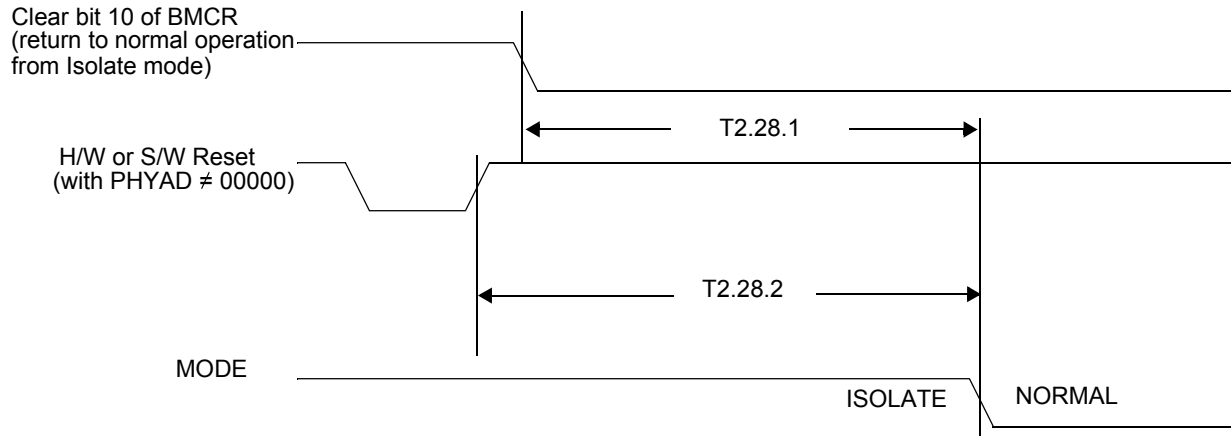 Clear bit 10 of BMCR
(return to normal operation
from Isolate mode)
T2.28.1
H/W or S/W Reset
(with PHYAD ≠ 00000)
T2.28.2
MODE
ISOLATE
NORMAL